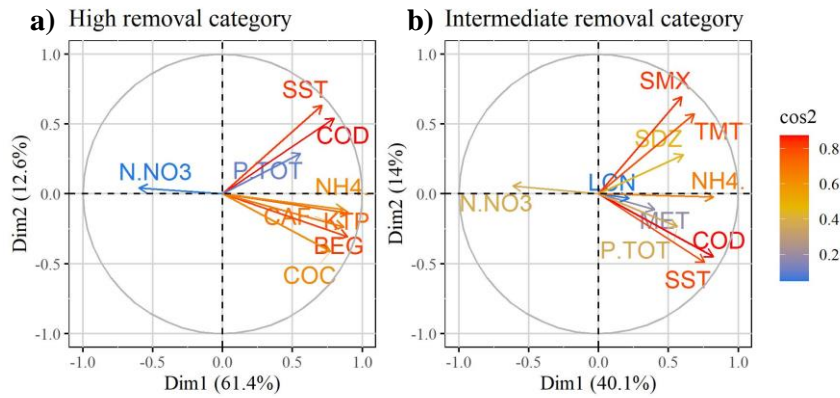 a) High removal category
b) Intermediate removal category
1.0
0.5
0.0
-0.5
-1.0
Dim2 (12.6%)
SST
COD
P.TOT
N.NO3
NH4.
CAF
KTP
BEG
COC
-1.0 -0.5 0.0 0.5 1.0
Dim1 (61.4%)
1.0
0.5
0.0
-0.5
-1.0
Dim2 (14%)
SMX
TMT
SDZ
LCN
NH4.
N.NO3
MET
P.TOT
COD
SST
-1.0 -0.5 0.0 0.5 1.0
Dim1 (40.1%)
cos2
0.8
0.6
0.4
0.2